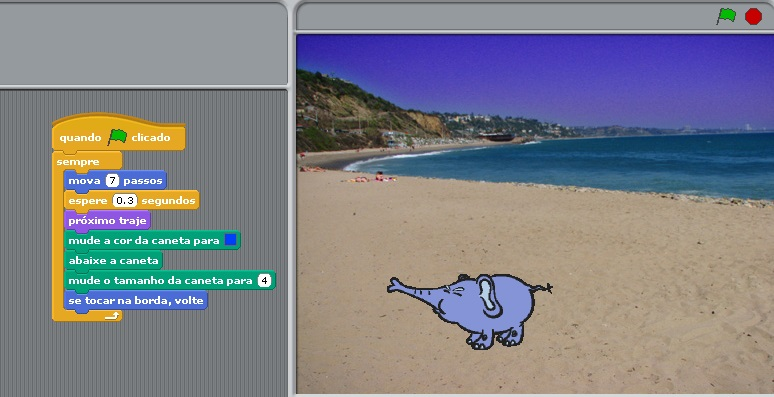 quando clicado
sempre
mova 7 passos
espere 0.3 segundos
próximo traje
mude a cor da caneta para
abaixe a caneta
mude o tamanho da caneta para 4
se tocar na borda, volte